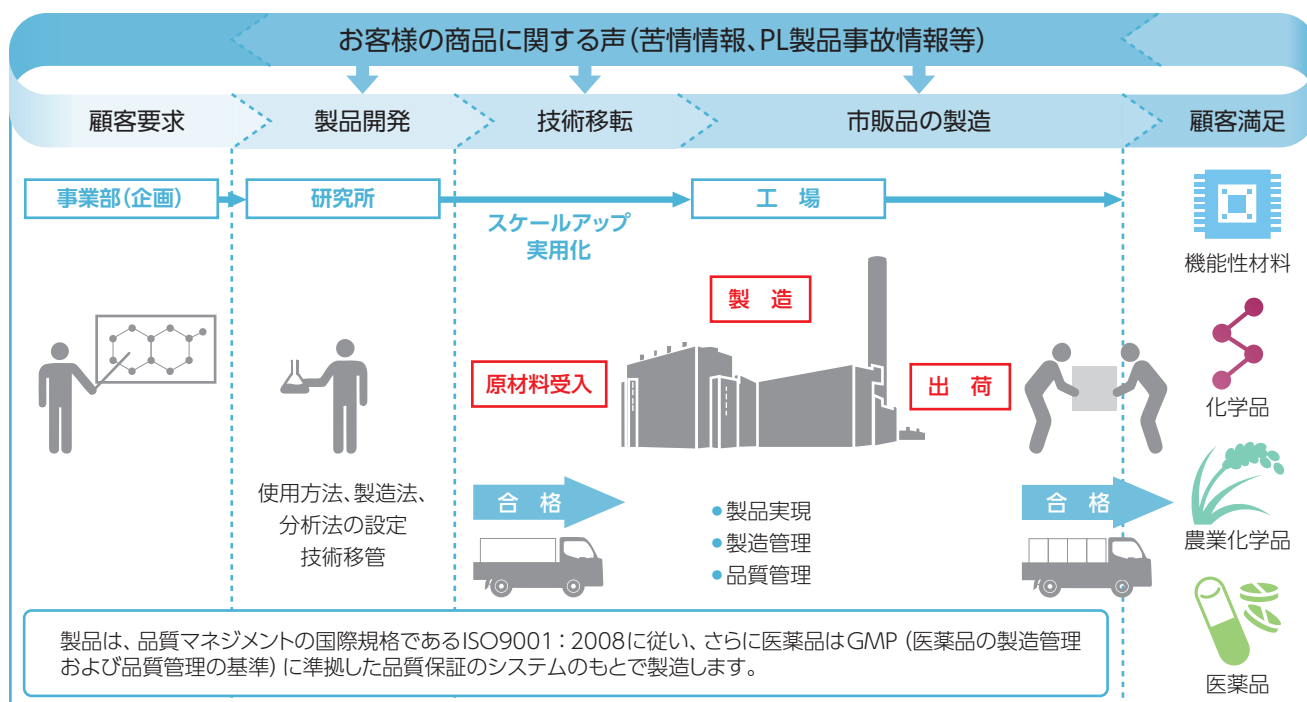 お客様の商品に関する声(苦情情報、PL製品事故情報等)
顧客要求
製品開発
技術移転
市販品の製造
顧客満足
事業部(企画)
研究所
スケールアップ
実用化
工 場
機能性材料
製 造
原材料受入
出 荷
化学品
使用方法、製造法、
分析法の設定
技術移管
合 格
●製品実現
●製造管理
●品質管理
合 格
農業化学品
製品は、品質マネジメントの国際規格であるISO9001:2008に従い、さらに医薬品はGMP(医薬品の製造管理
および品質管理の基準)に準拠した品質保証のシステムのもとで製造します。
医薬品